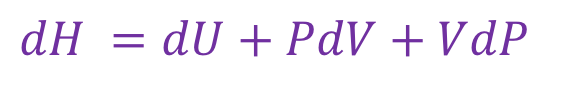 dH = dU + PdV + VdP